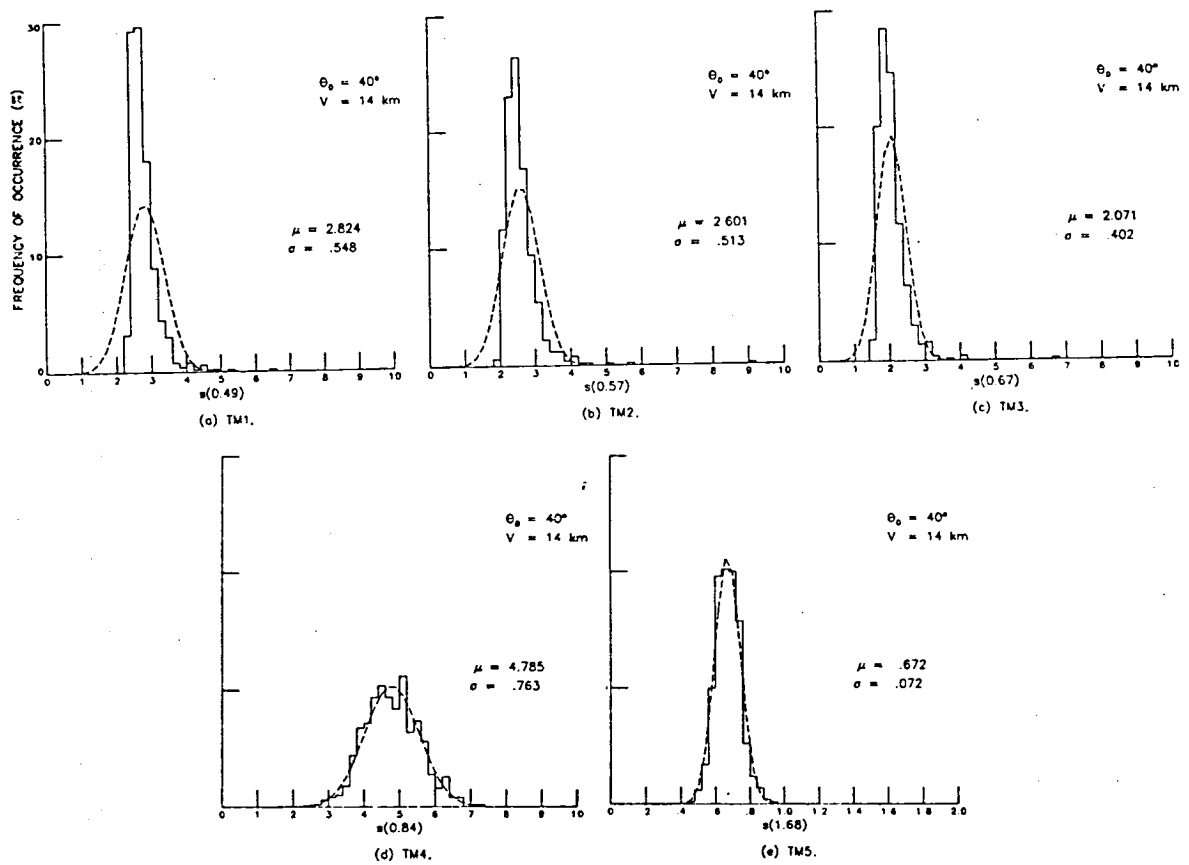 FREQUENCY OF OCCURRENCE (%)
30
20
10
0
θ₀ = 40°
V = 14 km
μ = 2.824
σ = .548
0 1 2 3 4 5 6 7 8 9 10
s(0.49)
(a) TM1.
θ₀ = 40°
V = 14 km
μ = 2.601
σ = .513
0 1 2 3 4 5 6 7 8 9 10
s(0.57)
(b) TM2.
θ₀ = 40°
V = 14 km
μ = 2.071
σ = .402
0 1 2 3 4 5 6 7 8 9 10
s(0.67)
(c) TM3.
θ₀ = 40°
V = 14 km
μ = 4.785
σ = .763
0 1 2 3 4 5 6 7 8 9 10
s(0.84)
(d) TM4.
θ₀ = 40°
V = 14 km
μ = .672
σ = .072
0 .2 .4 .6 .8 1.0 1.2 1.4 1.6 1.8 2.0
s(1.68)
(e) TM5.